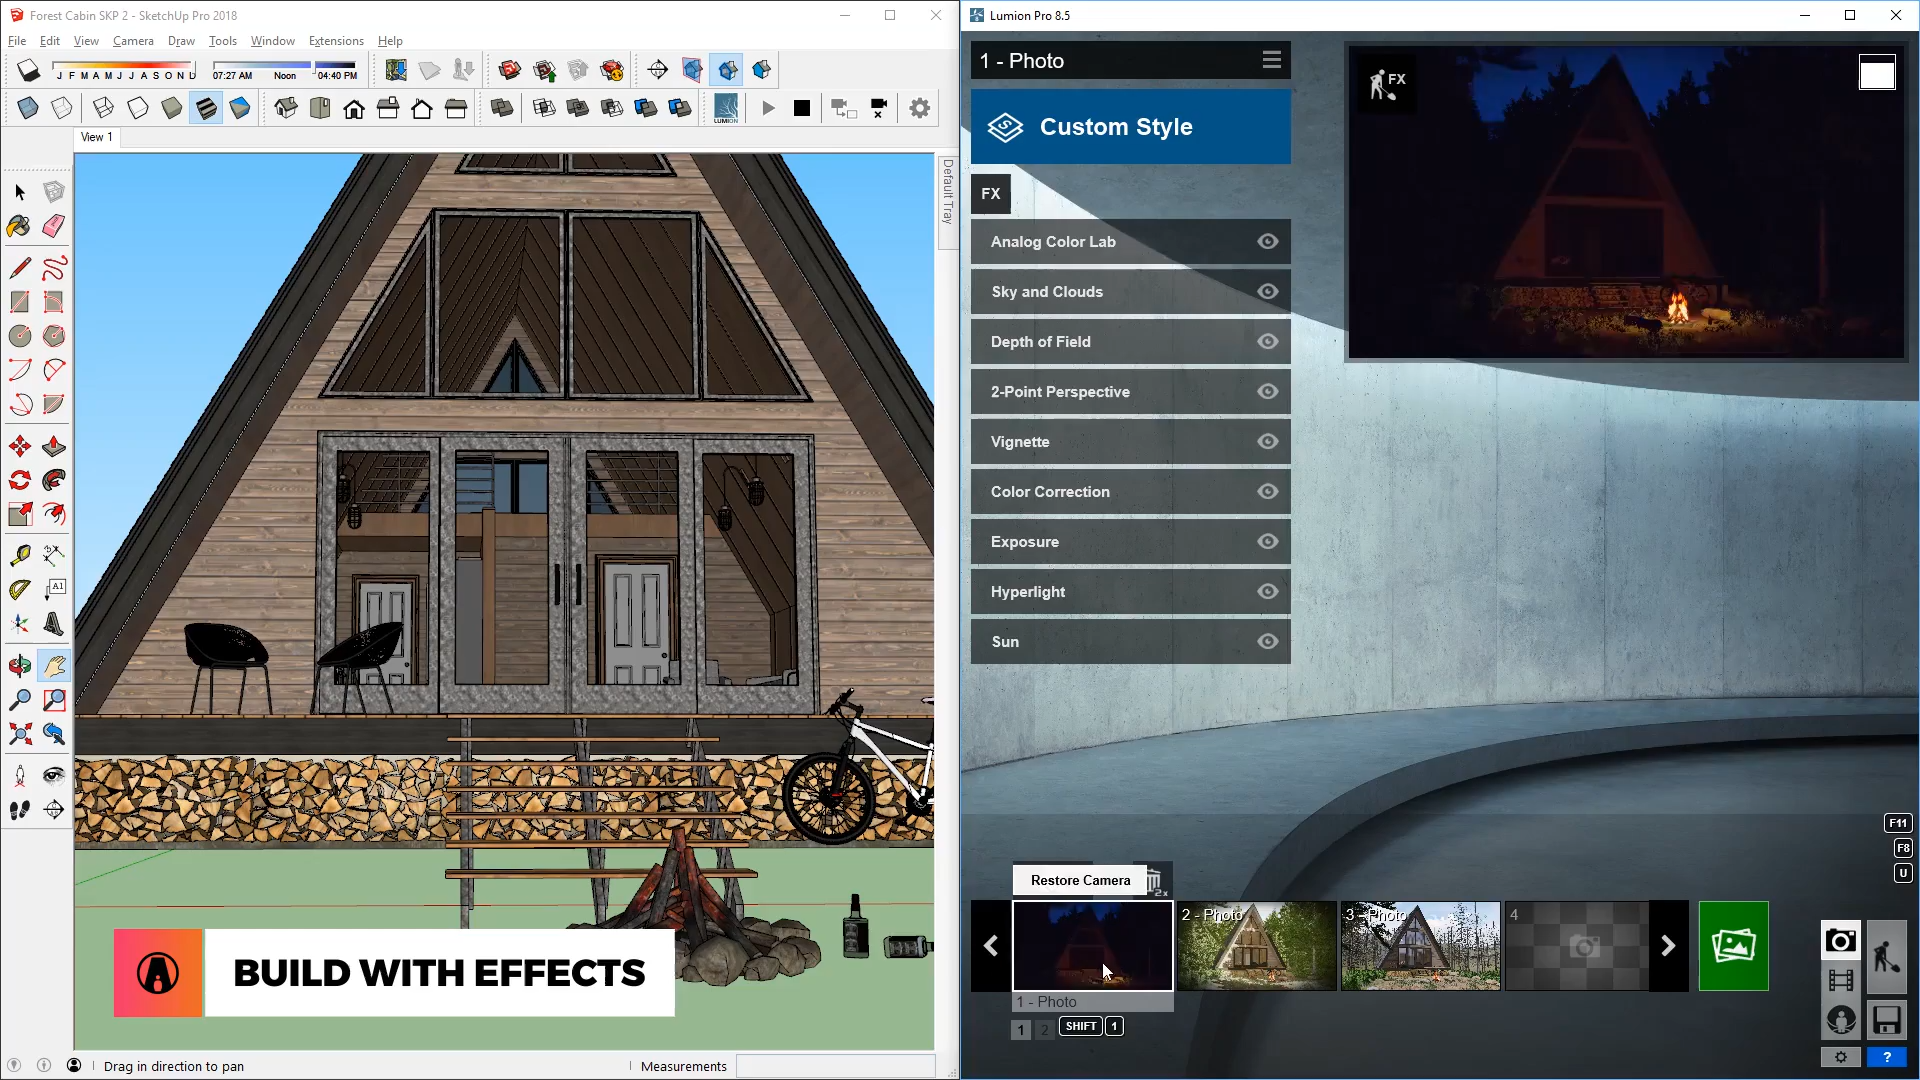 Forest Cabin SKP 2 - SketchUp Pro 2018
File Edit View Camera Draw Tools Window Extensions Help
J F M A M J J A S O N D
07:27 AM Noon 04:40 PM
LUMION
View 1
Default Tray
A1
BUILD WITH EFFECTS
Drag in direction to pan
Measurements
Lumion Pro 8.5
1 - Photo
Custom Style
FX
Analog Color Lab
Sky and Clouds
Depth of Field
2-Point Perspective
Vignette
Color Correction
Exposure
Hyperlight
Sun
FX
F11
F8
U
Restore Camera
2x
2 - Photo
3 - Photo
4
1 - Photo
1 2 SHIFT 1
?